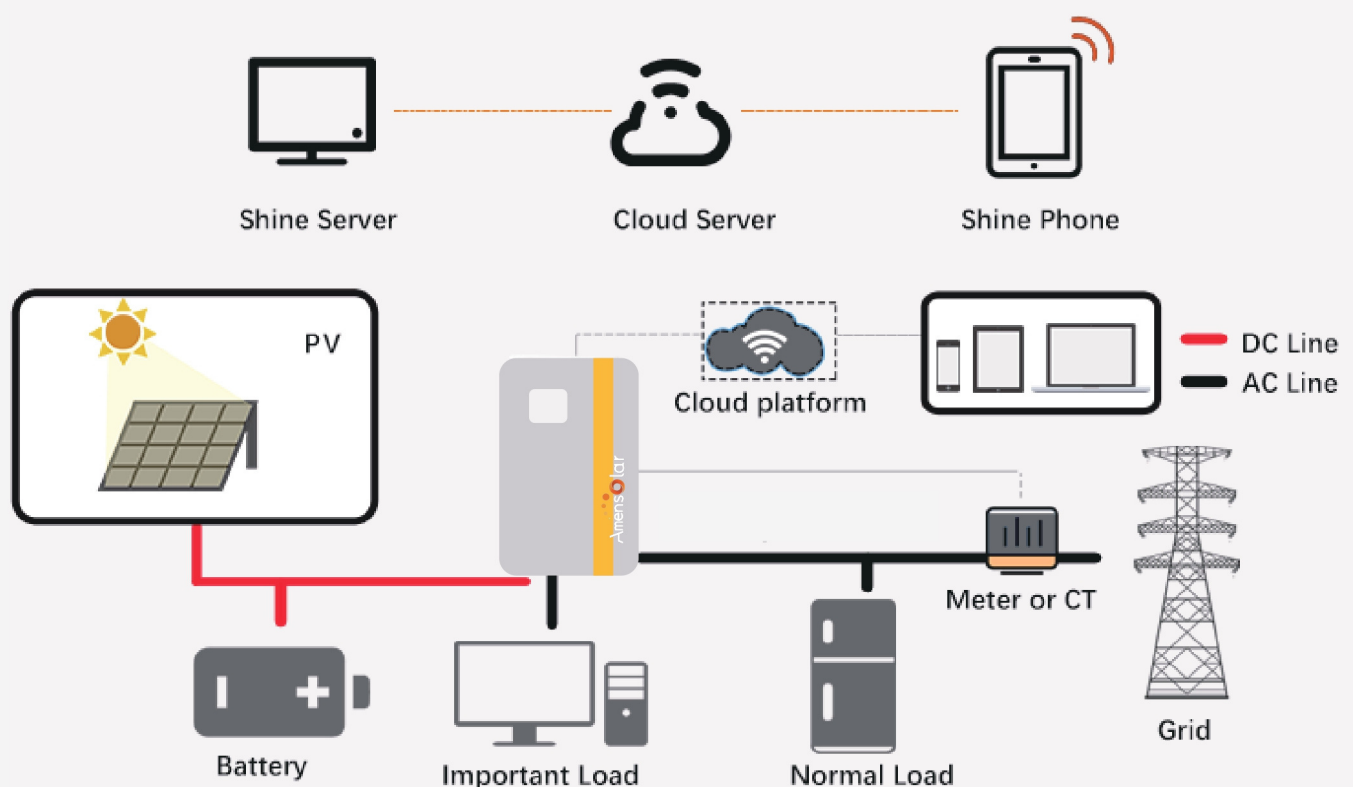 Shine Server
Cloud Server
Shine Phone
PV
Cloud platform
DC Line
AC Line
Amensolar
Meter or CT
Grid
Battery
Important Load
Normal Load